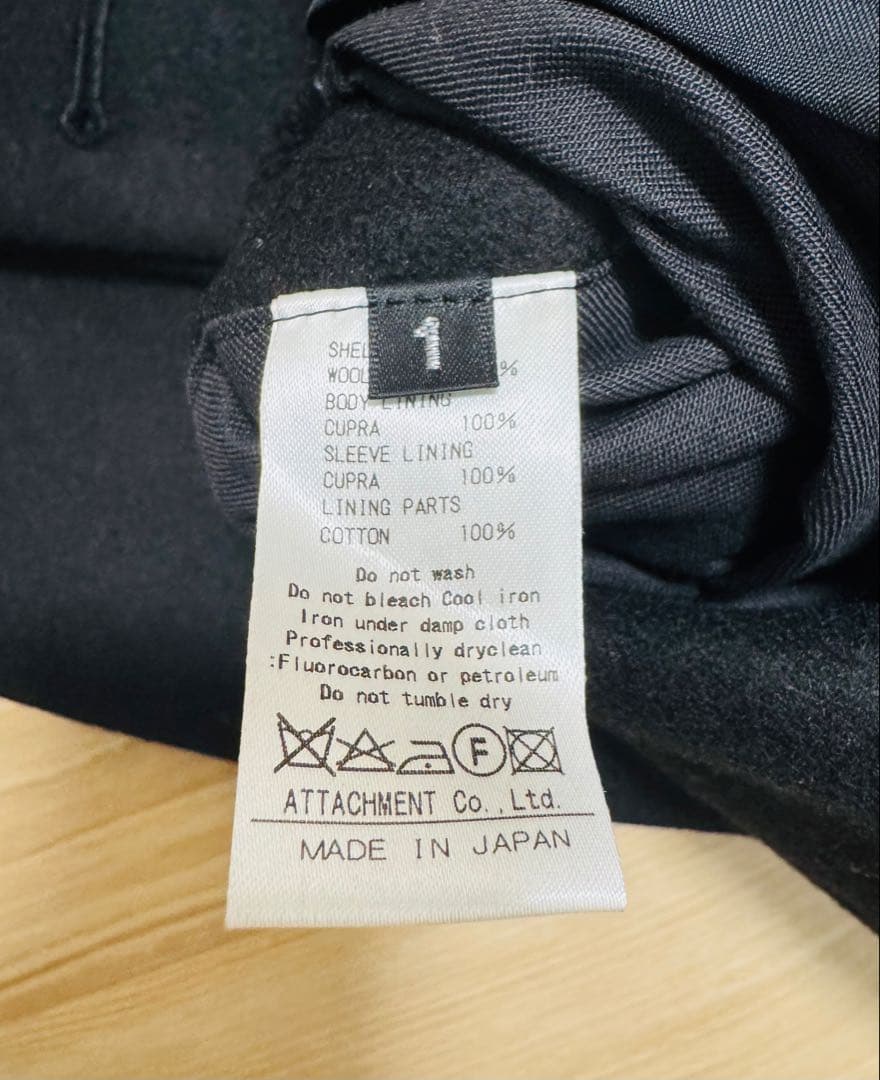 1
SHEL
WOOL %
BODY LINING
CUPRA 100%
SLEEVE LINING
CUPRA 100%
LINING PARTS
COTTON 100%
Do not wash
Do not bleach Cool iron
Iron under damp cloth
Professionally dryclean
:Fluorocarbon or petroleum
Do not tumble dry
F
ATTACHMENT Co.,Ltd.
MADE IN JAPAN